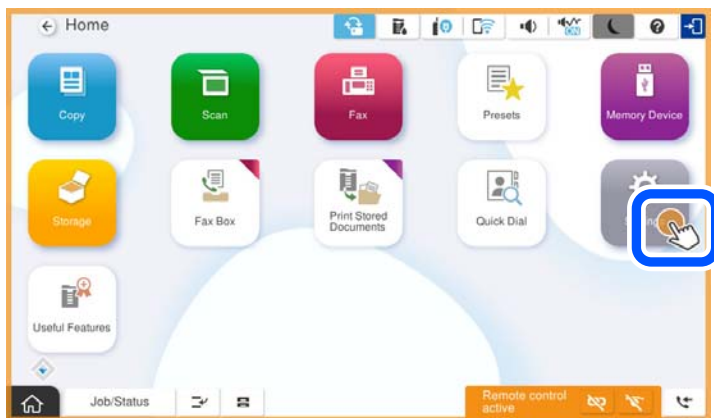 Home
ON
Copy
Scan
Fax
Presets
Memory Device
Storage
Fax Box
Print Stored
Documents
Quick Dial
Useful Features
Job/Status
Remote control
active